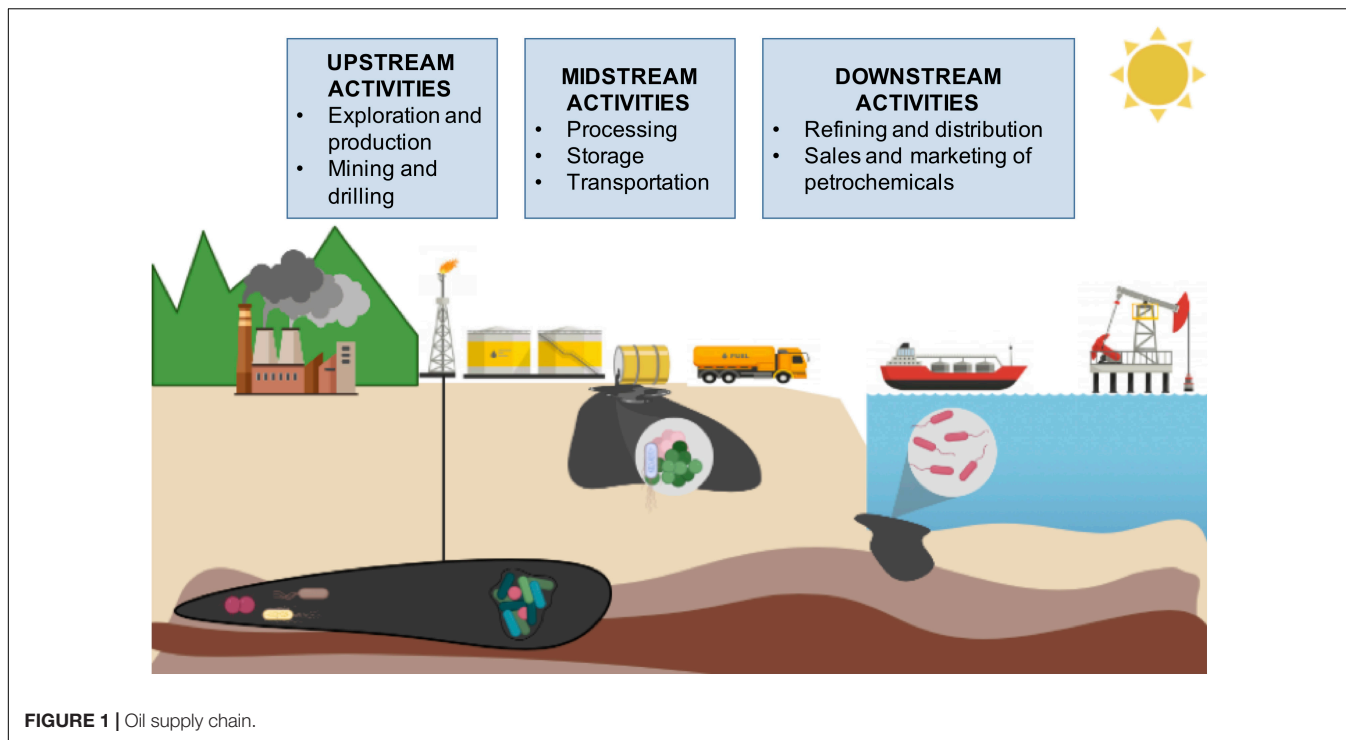 UPSTREAM
ACTIVITIES
• Exploration and
production
• Mining and
drilling
MIDSTREAM
ACTIVITIES
• Processing
• Storage
• Transportation
DOWNSTREAM
ACTIVITIES
• Refining and distribution
• Sales and marketing of
petrochemicals
FUEL
FIGURE 1 | Oil supply chain.